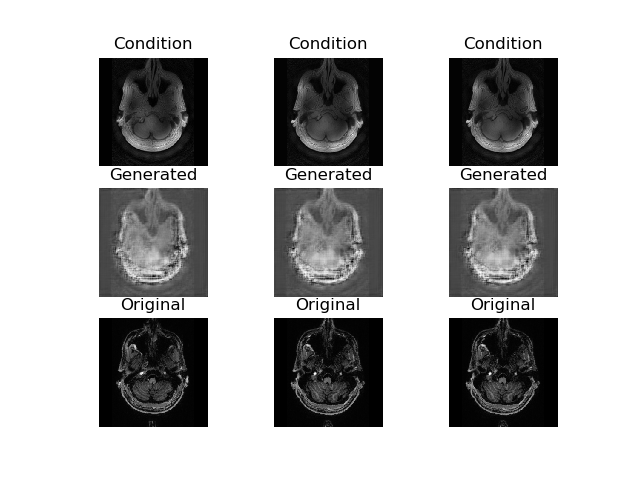 Condition Condition Condition
Generated Generated Generated
Original Original Original